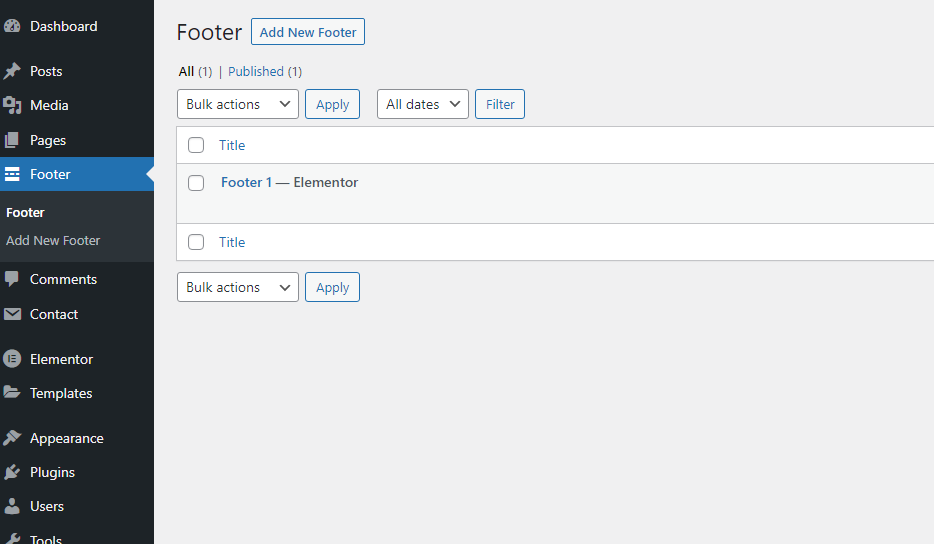 Dashboard
Posts
Media
Pages
Footer
Footer
Add New Footer
Comments
Contact
Elementor
Templates
Appearance
Plugins
Users
Tools
Footer Add New Footer
All (1) | Published (1)
Bulk actions Apply All dates Filter
Title
Footer 1 — Elementor
Title
Bulk actions Apply